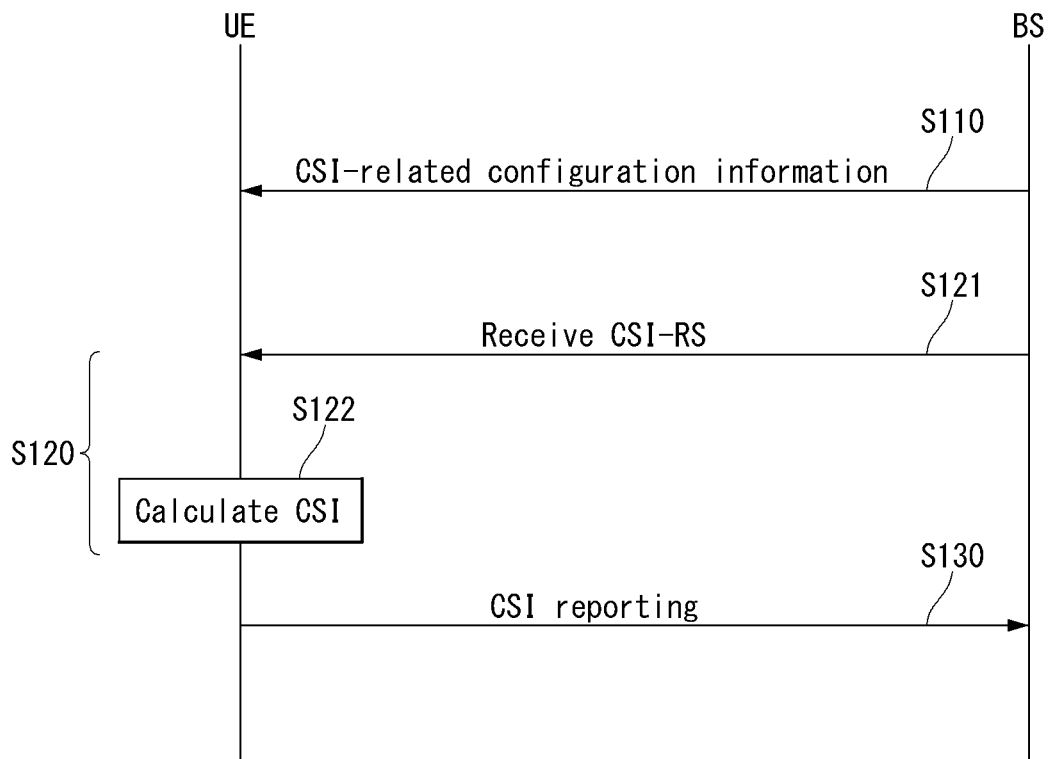 UE
BS
S110
CSI-related configuration information
S121
Receive CSI-RS
S122
S120
Calculate CSI
S130
CSI reporting